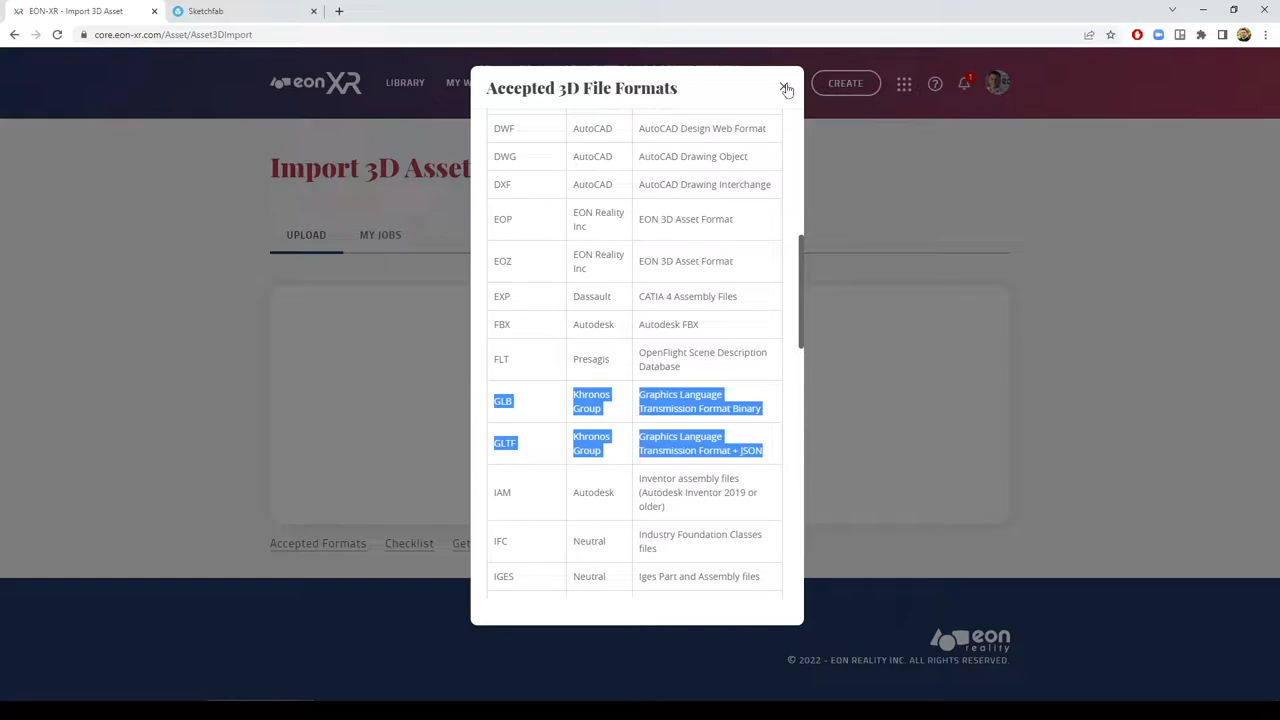 EON-XR - Import 3D Asset
Sketchfab
core.eon-xr.com/Asset/Asset3DImport
eonXR
LIBRARY
MY W
CREATE
1
Import 3D Asset
UPLOAD
MY JOBS
Accepted 3D File Formats
DWF AutoCAD AutoCAD Design Web Format
DWG AutoCAD AutoCAD Drawing Object
DXF AutoCAD AutoCAD Drawing Interchange
EOP EON Reality Inc EON 3D Asset Format
EOZ EON Reality Inc EON 3D Asset Format
EXP Dassault CATIA 4 Assembly Files
FBX Autodesk Autodesk FBX
FLT Presagis OpenFlight Scene Description
Database
GLB Khronos Group Graphics Language
Transmission Format Binary
GLTF Khronos Group Graphics Language
Transmission Format + JSON
IAM Autodesk Inventor assembly files
(Autodesk Inventor 2019 or
older)
IFC Neutral Industry Foundation Classes
files
IGES Neutral Iges Part and Assembly files
Accepted Formats
Checklist
Get
eon
reality
© 2022 - EON REALITY INC. ALL RIGHTS RESERVED.